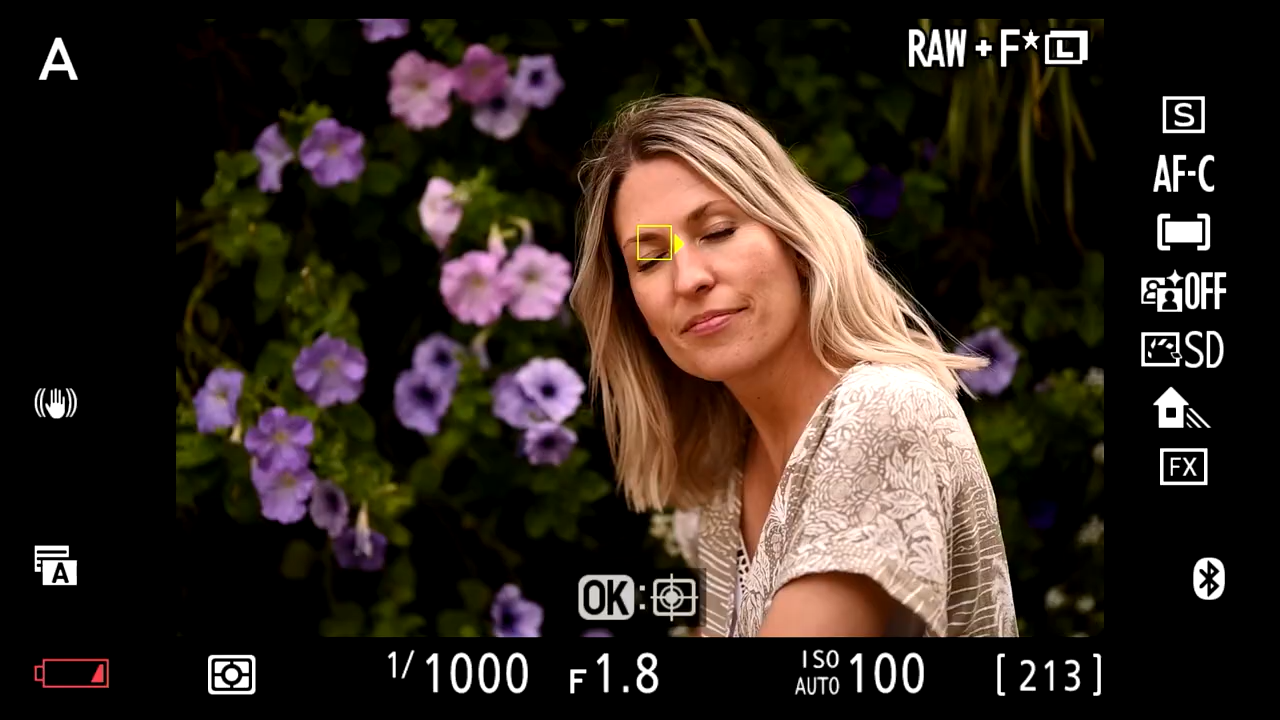 A
RAW + F★ L
S
AF-C
OFF
SD
FX
A
OK :
1/1000
F1.8
ISO AUTO 100
[213]